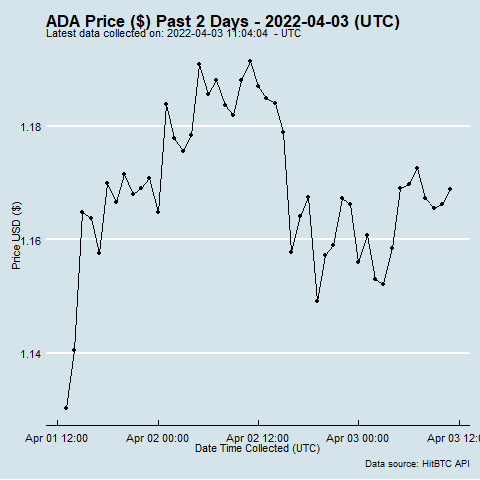 ADA Price ($) Past 2 Days - 2022-04-03 (UTC)
Latest data collected on: 2022-04-03 11:04:04 - UTC
1.18
1.16
1.14
Price USD ($)
Apr 01 12:00 Apr 02 00:00 Apr 02 12:00 Apr 03 00:00 Apr 03 12:00
Date Time Collected (UTC)
Data source: HitBTC API